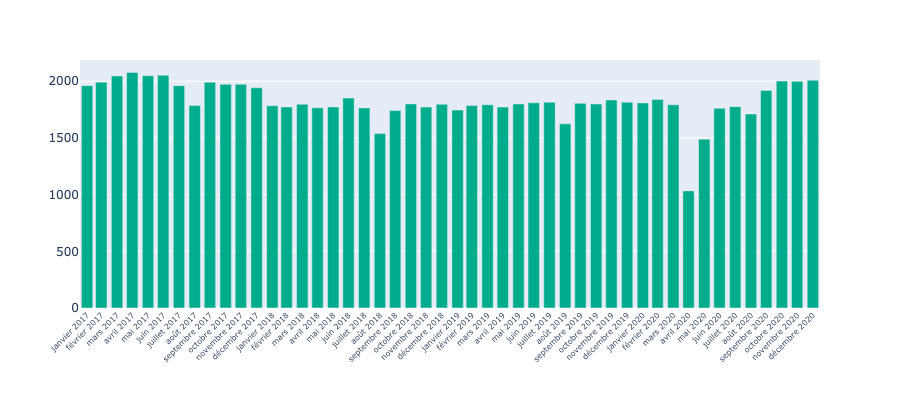 2000
1500
1000
500
0
janvier 2017
février 2017
mars 2017
avril 2017
mai 2017
juin 2017
juillet 2017
août 2017
septembre 2017
octobre 2017
novembre 2017
décembre 2017
janvier 2018
février 2018
mars 2018
avril 2018
mai 2018
juin 2018
juillet 2018
août 2018
septembre 2018
octobre 2018
novembre 2018
décembre 2018
janvier 2019
février 2019
mars 2019
avril 2019
mai 2019
juin 2019
juillet 2019
août 2019
septembre 2019
octobre 2019
novembre 2019
décembre 2019
janvier 2020
février 2020
mars 2020
avril 2020
mai 2020
juin 2020
juillet 2020
août 2020
septembre 2020
octobre 2020
novembre 2020
décembre 2020